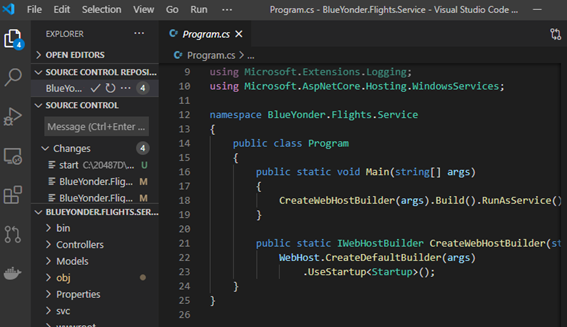 File Edit Selection View Go Run ··· Program.cs - BlueYonder.Flights.Service - Visual Studio Code ...
EXPLORER ···
OPEN EDITORS
SOURCE CONTROL REPOSI...
BlueYo... 4
SOURCE CONTROL
Message (Ctrl+Enter ...
Changes 4
start C:\20487D\... U
BlueYonder.Flig... M
BlueYonder.Flig... M
BLUEYONDER.FLIGHTS.SER...
bin
Controllers
Models
obj
Properties
svc
wwwroot
4
Program.cs
Program.cs > ...
9 using Microsoft.Extensions.Logging;
10 using Microsoft.AspNetCore.Hosting.WindowsServices;
11
12 namespace BlueYonder.Flights.Service
13 {
14 public class Program
15 {
16 public static void Main(string[] args)
17 {
18 CreateWebHostBuilder(args).Build().RunAsService()
19 }
20
21 public static IWebHostBuilder CreateWebHostBuilder(st
22 WebHost.CreateDefaultBuilder(args)
23 .UseStartup<Startup>();
24 }
25 }
26